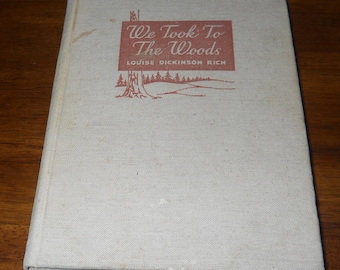 We Took To
The Woods
LOUISE DICKINSON RICH